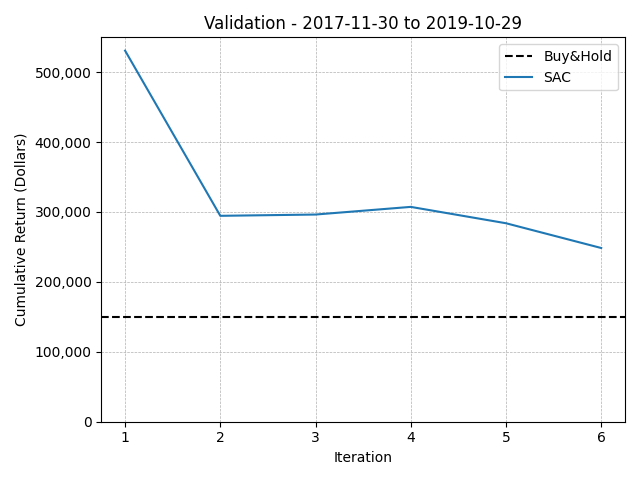 Validation - 2017-11-30 to 2019-10-29
Buy&Hold
SAC
Cumulative Return (Dollars)
500,000
400,000
300,000
200,000
100,000
0
1 2 3 4 5 6
Iteration